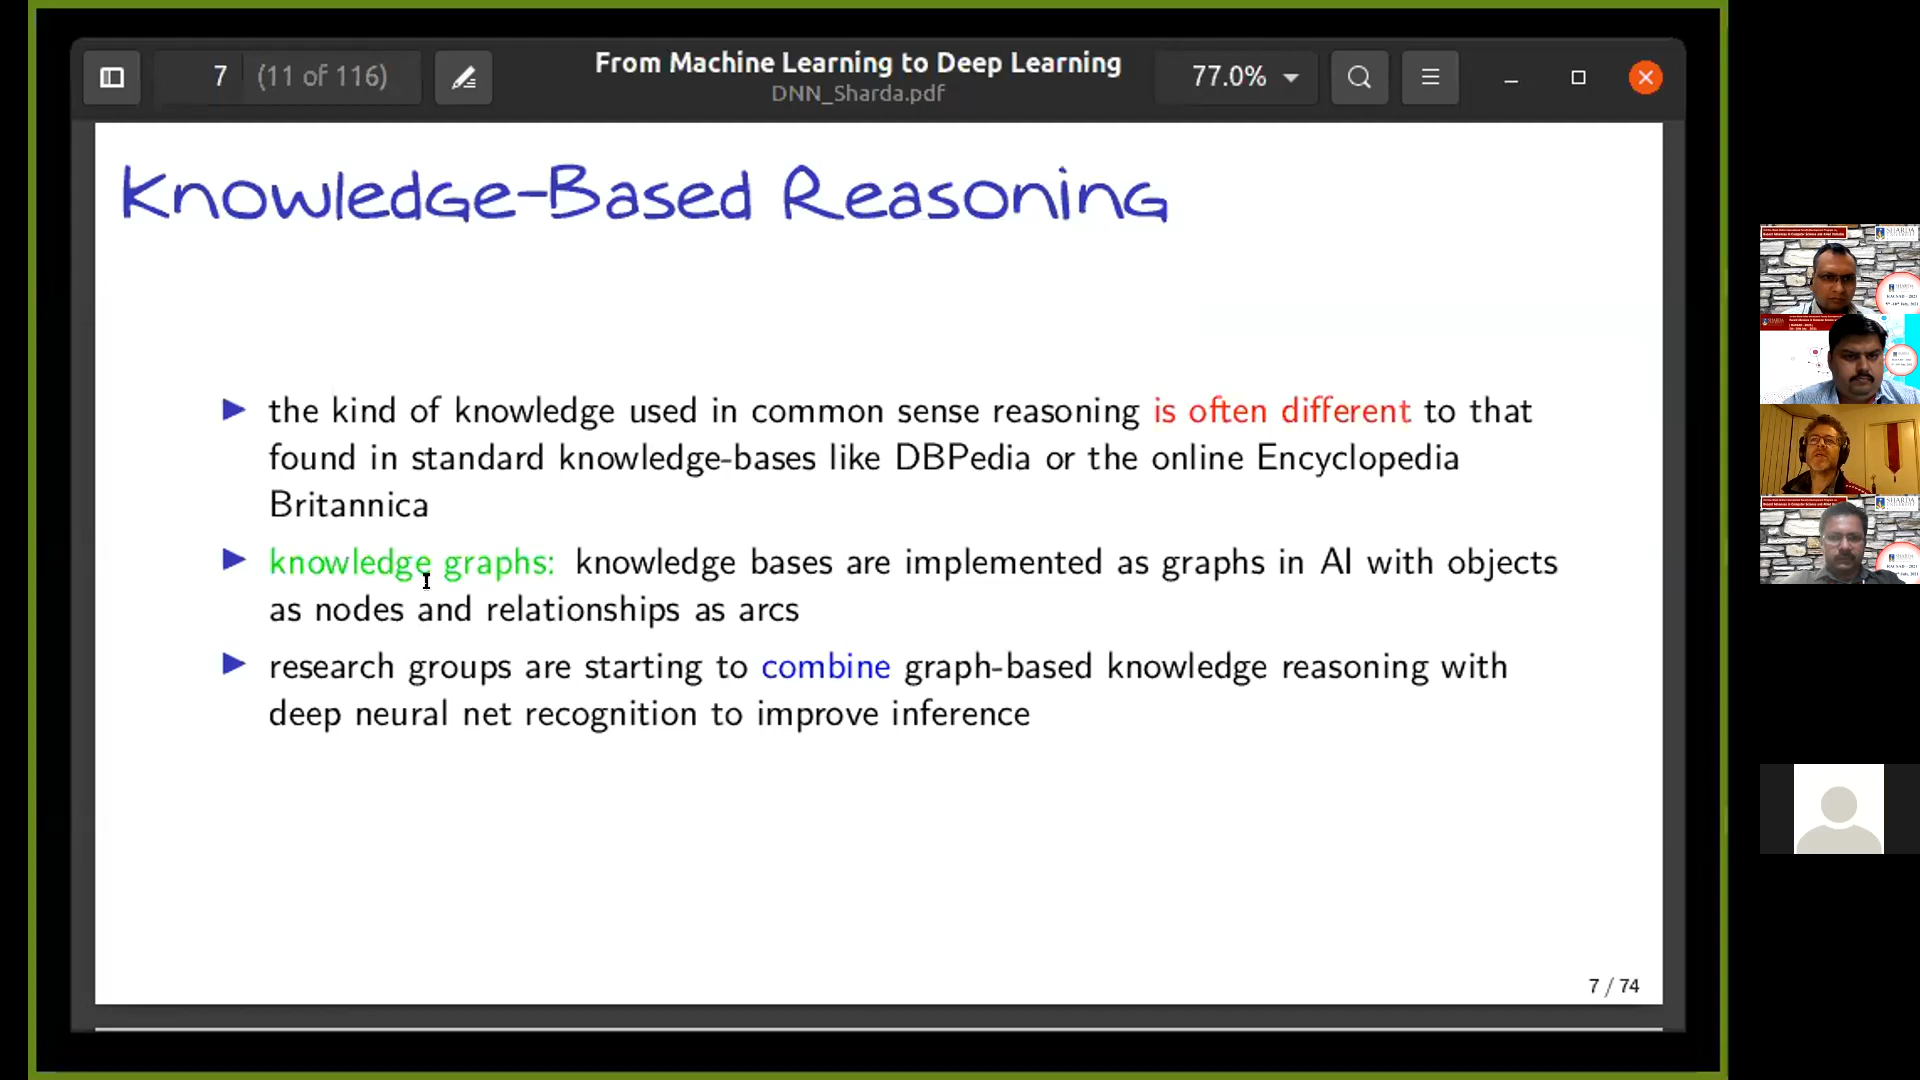 From Machine Learning to Deep Learning
7 (11 of 116)
77.0%
DNN_Sharda.pdf
Knowledge-Based Reasoning
the kind of knowledge used in common sense reasoning is often different to that
found in standard knowledge-bases like DBPedia or the online Encyclopedia
Britannica
knowledge graphs: knowledge bases are implemented as graphs in AI with objects
as nodes and relationships as arcs
research groups are starting to combine graph-based knowledge reasoning with
deep neural net recognition to improve inference
7 / 74
SHARDA
SHARDA